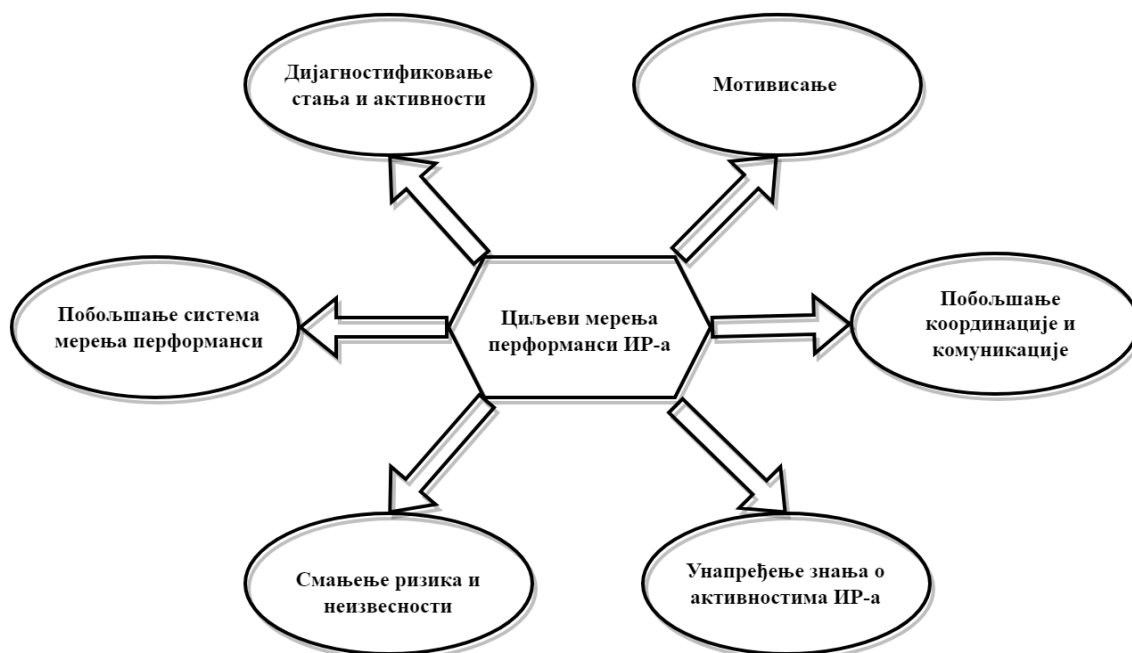 Дијагностификовање
стања и активности
Мотивисање
Побољшање система
мерења перформанси
Циљеви мерења
перформанси ИР-а
Побољшање
координације и
комуникације
Смањење ризика и
неизвесности
Унапређење знања о
активностима ИР-а